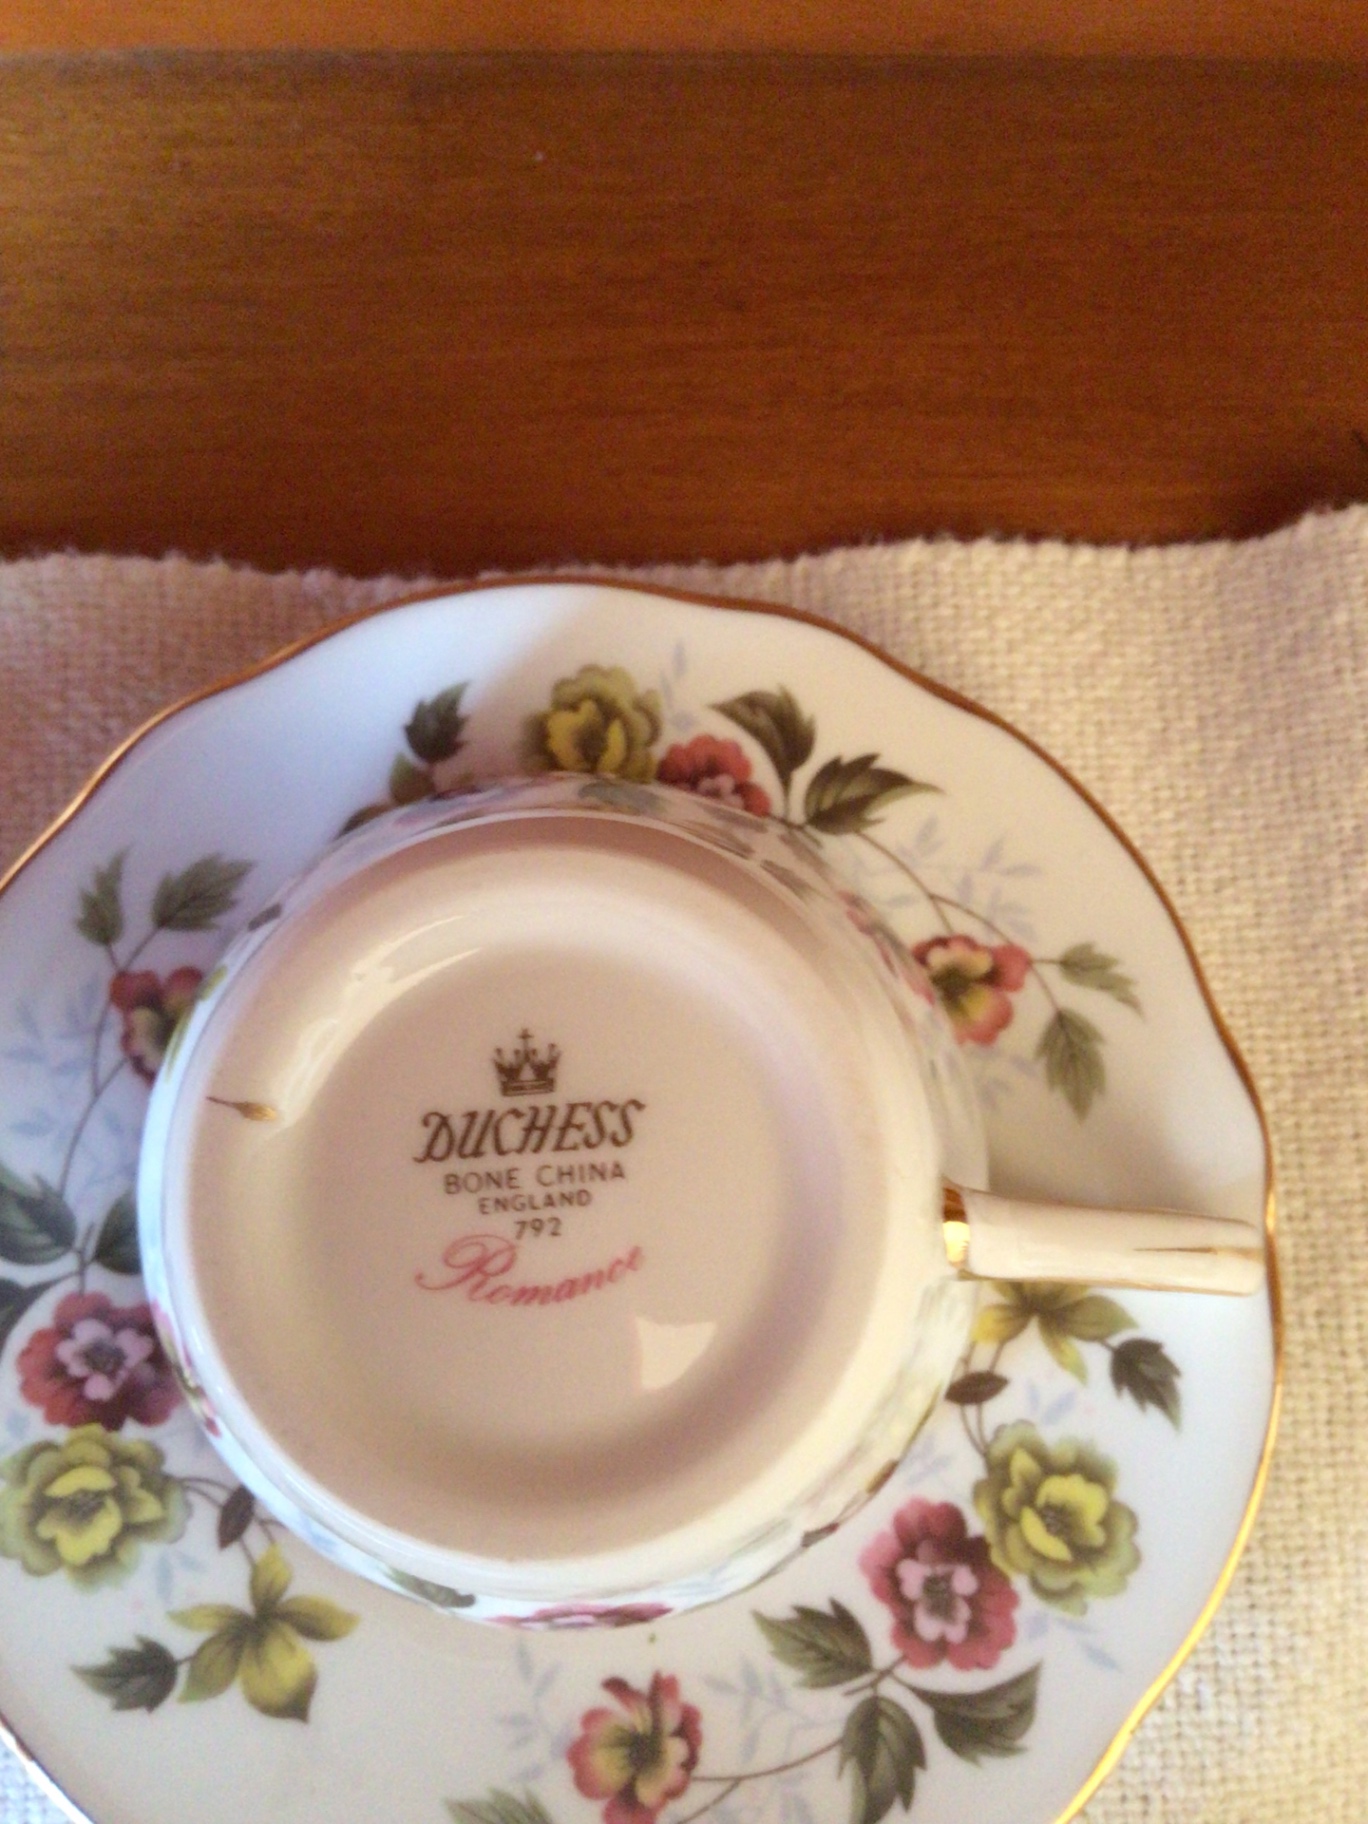 DUCHESS
BONE CHINA
ENGLAND
792
Romance